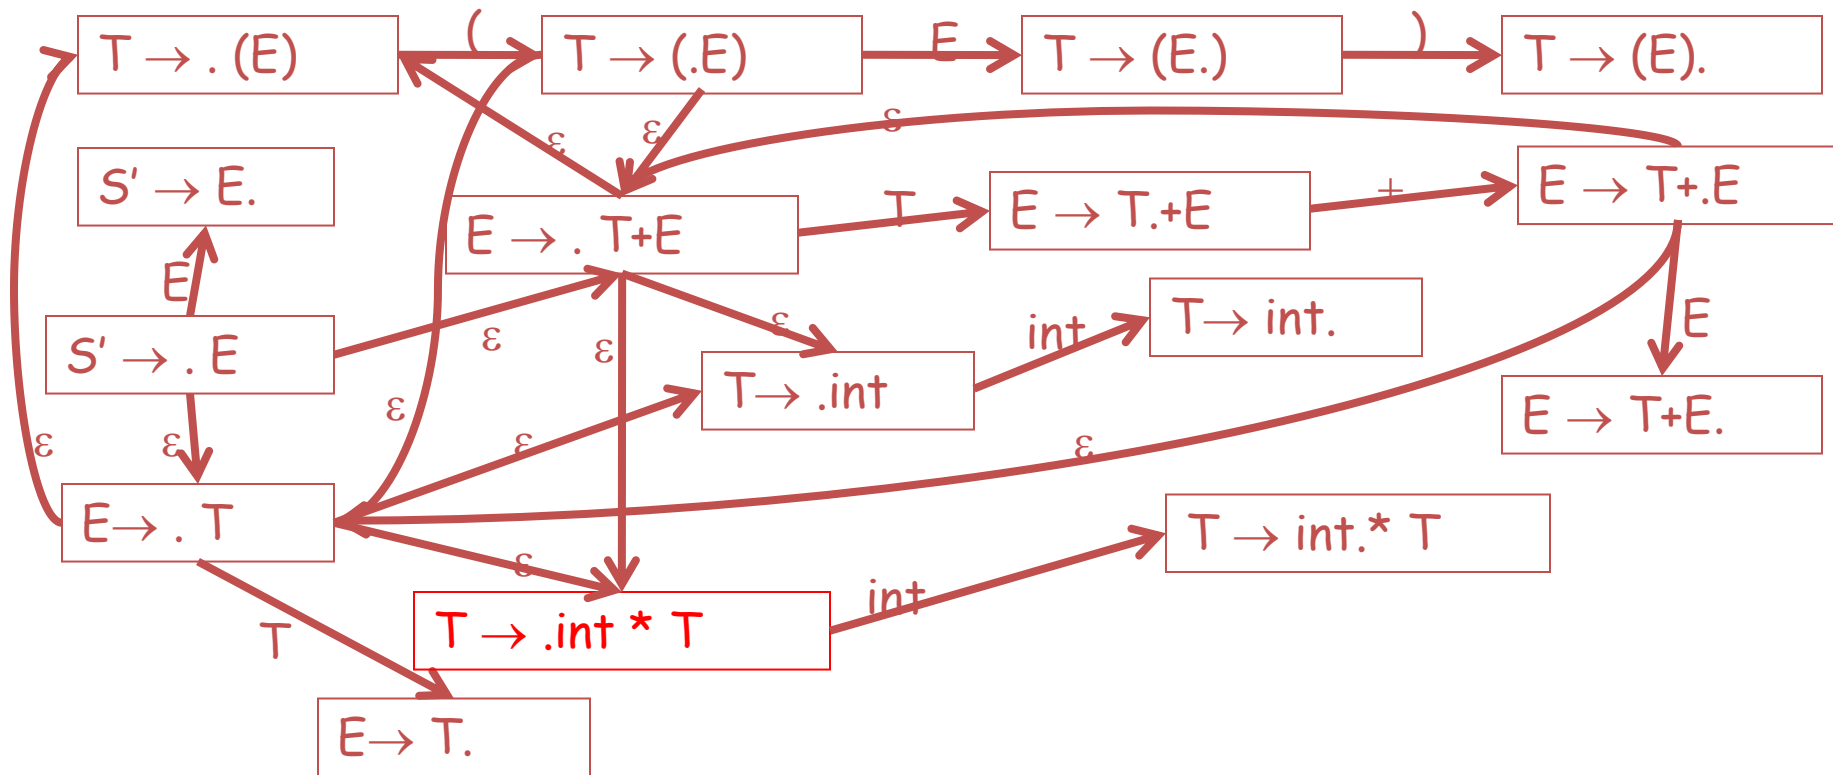 T → . (E)
(
T → (.E)
E
T → (E.)
)
T → (E).
ε
ε
ε
S' → E.
E → . T+E
T
E → T.+E
+
E → T+.E
E
S' → . E
ε
ε
ε
T→ .int
int
T→ int.
E
E → T+E.
ε
ε
ε
ε
ε
E→ . T
T → int.* T
ε
int
T → .int * T
T
E→ T.